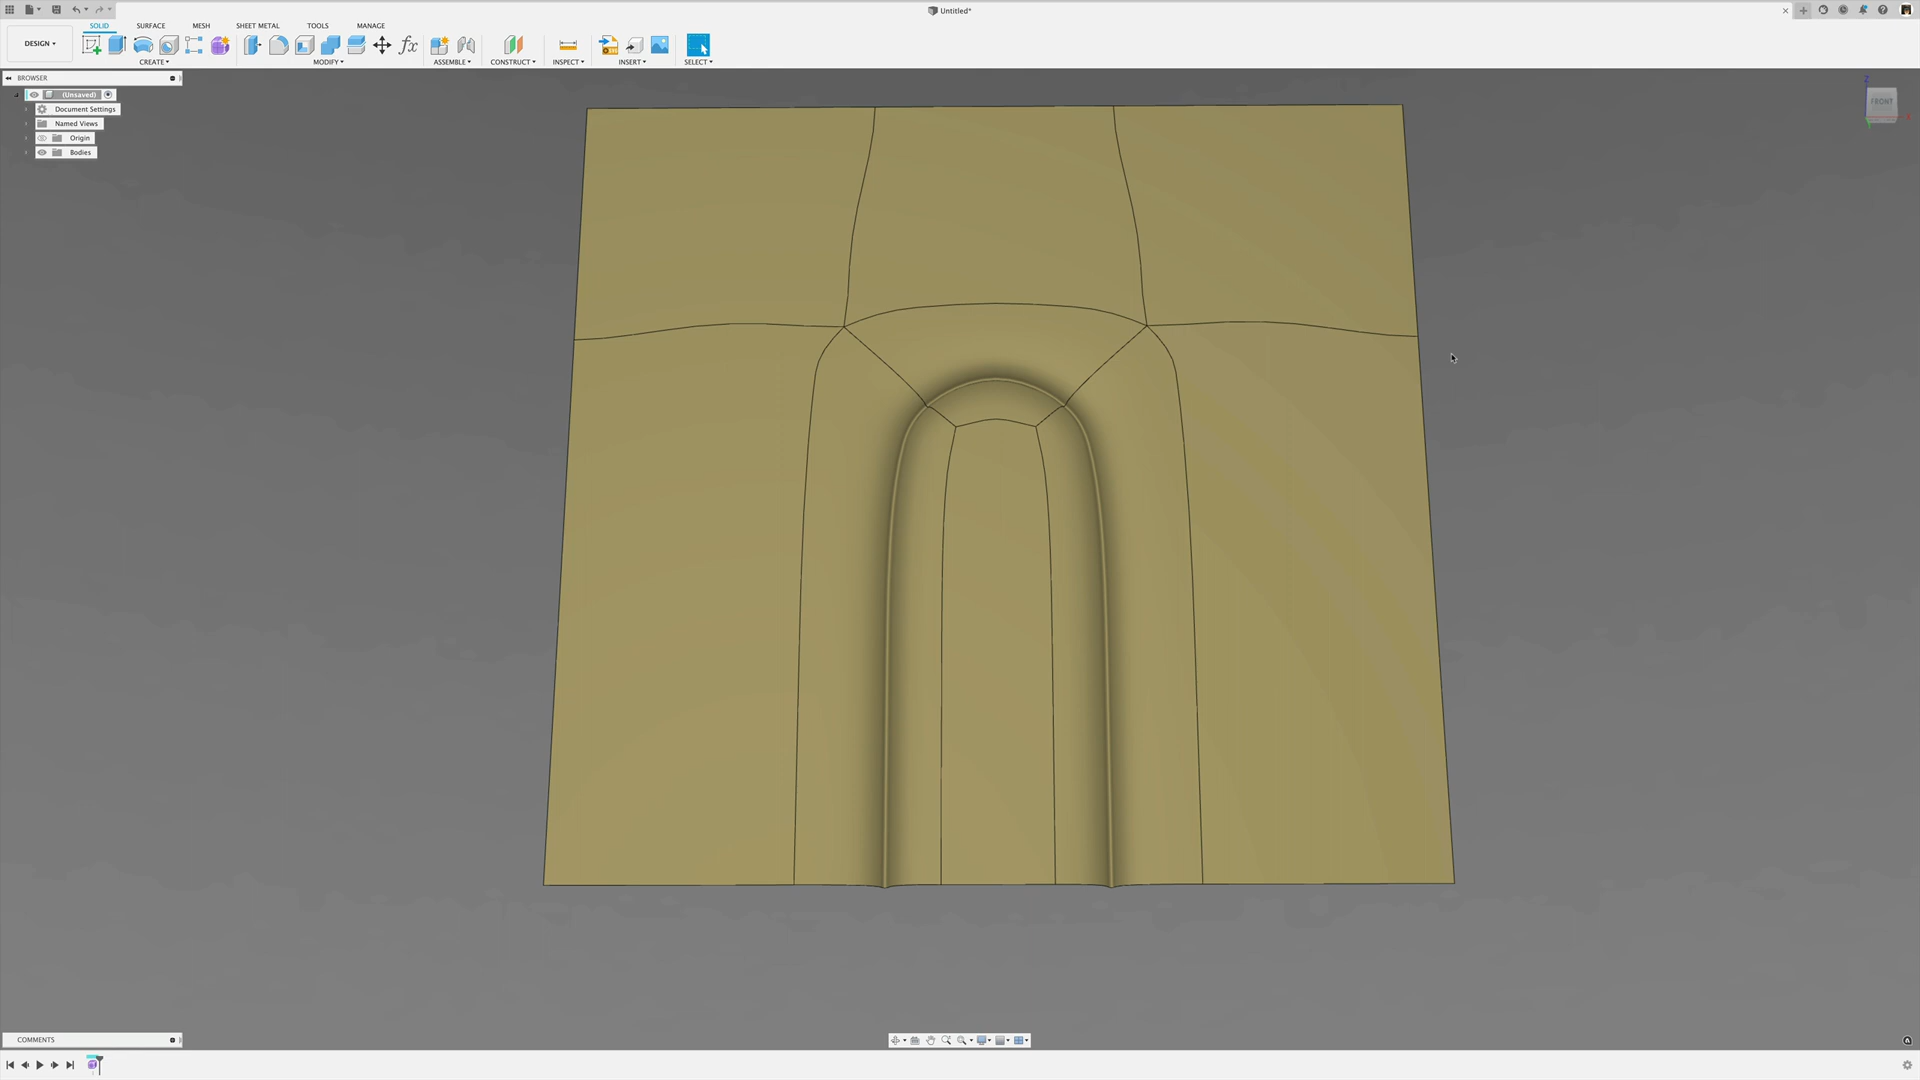 Untitled*
SOLID SURFACE MESH SHEET METAL TOOLS MANAGE
DESIGN
CREATE MODIFY ASSEMBLE CONSTRUCT INSPECT INSERT SELECT
BROWSER
(Unsaved)
Document Settings
Named Views
Origin
Bodies
Z
FRONT
X
COMMENTS